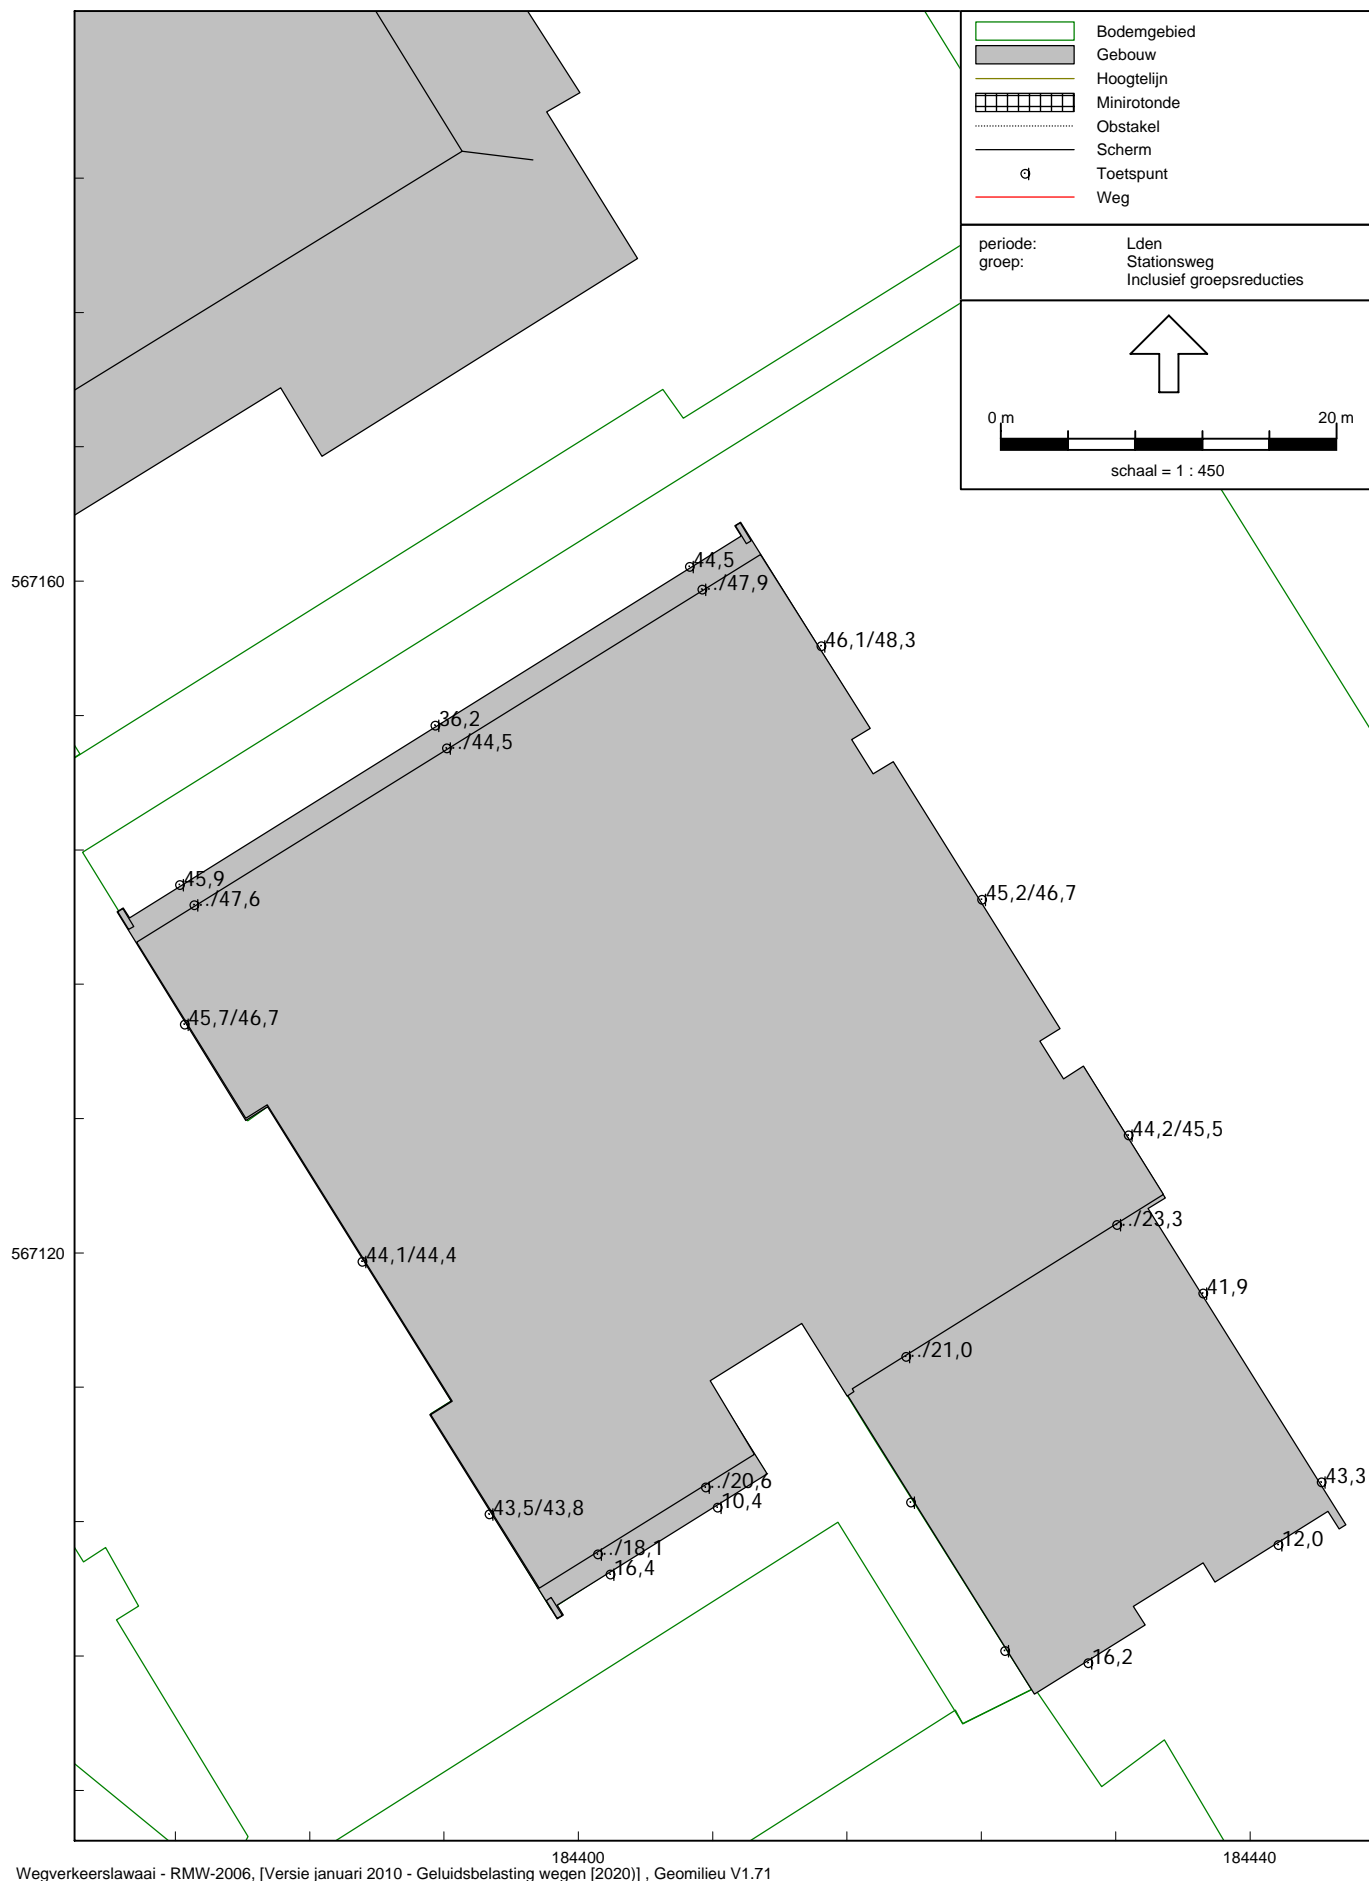 Bodemgebied
Gebouw
Hoogtelijn
Minirotonde
Obstakel
Scherm
Toetspunt
Weg
periode: Lden
groep: Stationsweg
Inclusief groepsreducties
0 m 20 m
schaal = 1 : 450
44,5
567160
../47,9
46,1/48,3
36,2
../44,5
45,9
45,2/46,7
../47,6
45,7/46,7
44,2/45,5
../23,3
567120
44,1/44,4
41,9
../21,0
43,3
../20,6
10,4
43,5/43,8
12,0
../18,1
16,4
16,2
184400 184440
Wegverkeerslawaai - RMW-2006, [Versie januari 2010 - Geluidsbelasting wegen [2020)] , Geomilieu V1.71